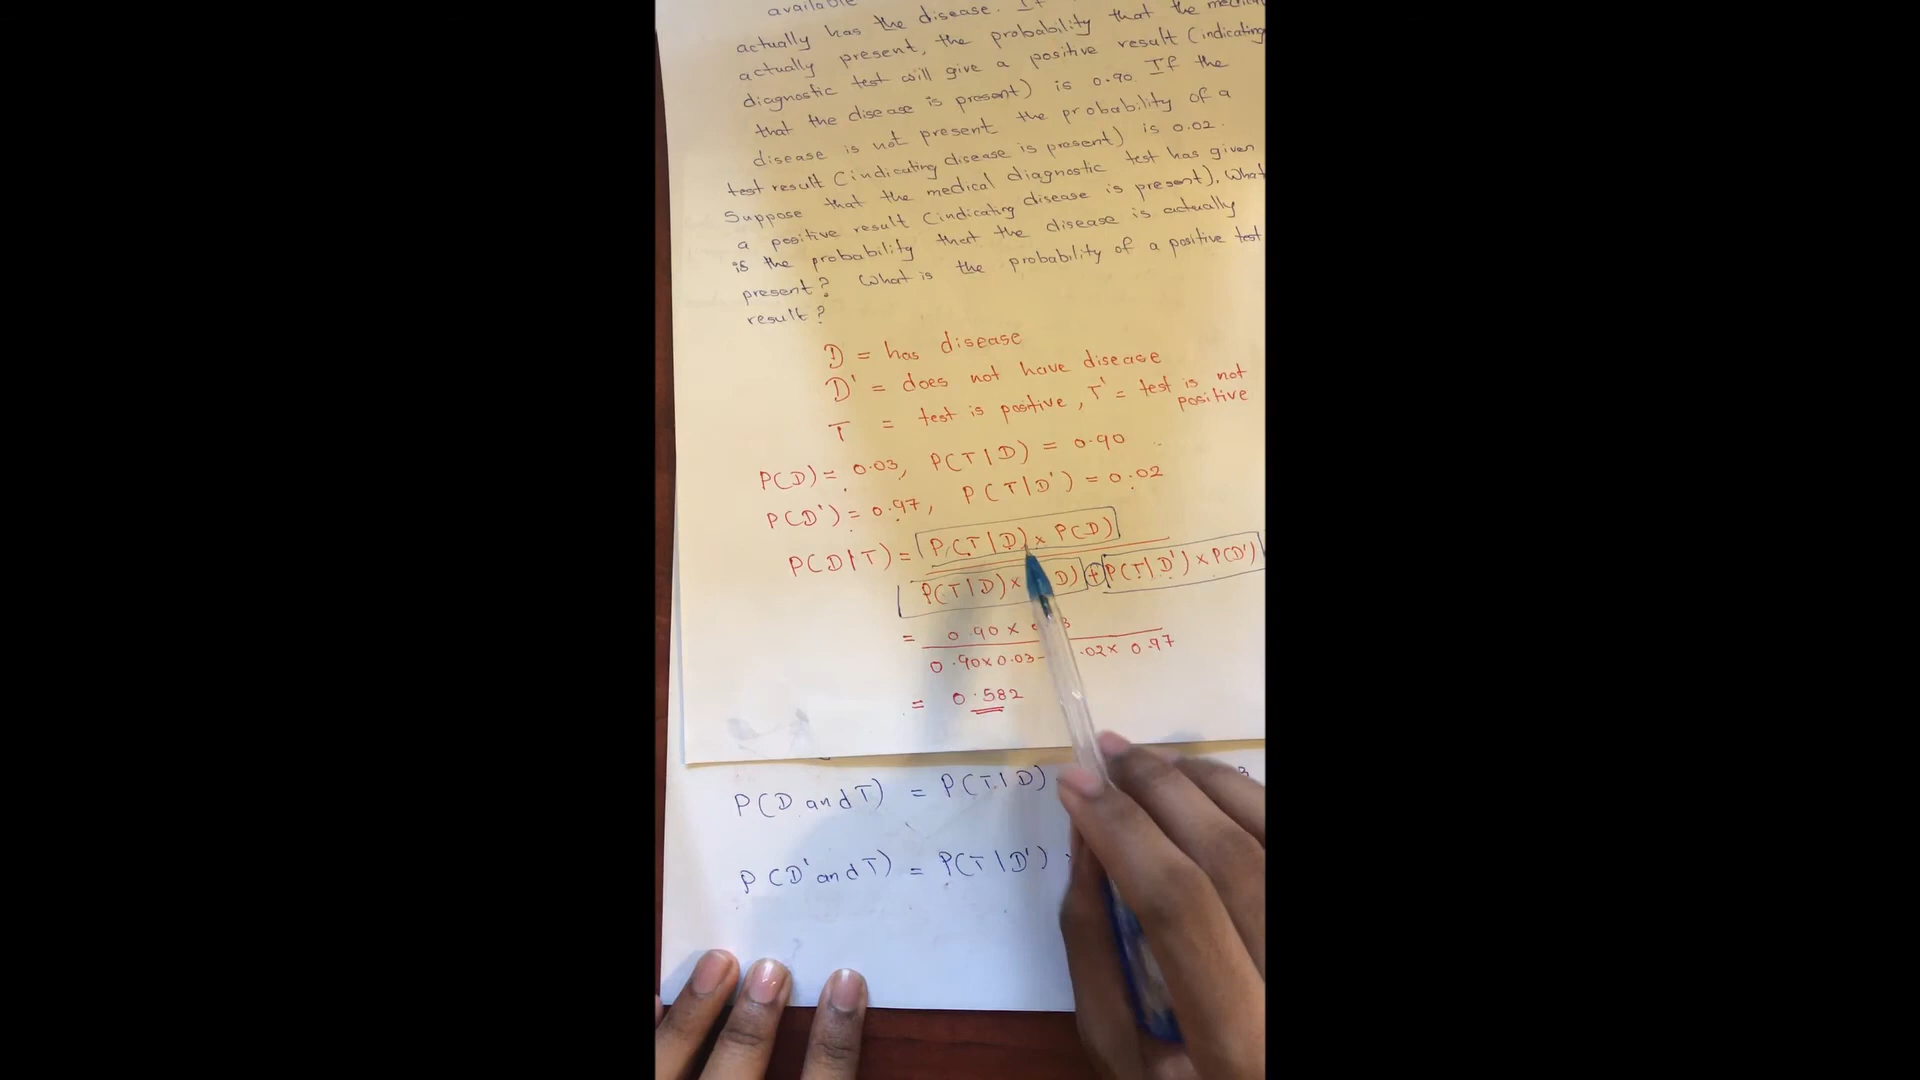 available
actually has the disease. If
actually present, the probability that the medical
diagnostic test will give a positive result (indicating
that the disease is present) is 0.90. If the
disease is not present the probability of a
test result (indicating disease is present) is 0.02.
Suppose that the medical diagnostic test has given
a positive result (indicating disease is present). What
is the probability that the disease is actually
present? What is the probability of a positive test
result?
D = has disease
D' = does not have disease
T = test is positive, T' = test is not positive
P(D) = 0.03, P(T|D) = 0.90
P(D') = 0.97, P(T|D') = 0.02
P(D|T) = P(T|D) × P(D)
P(T|D) × D) + P(T|D') × P(D')
= 0.90 × 3
0.90×0.03 .02× 0.97
= 0.582
P(D and T) = P(T|D) 3
P(D' and T) = P(T|D')